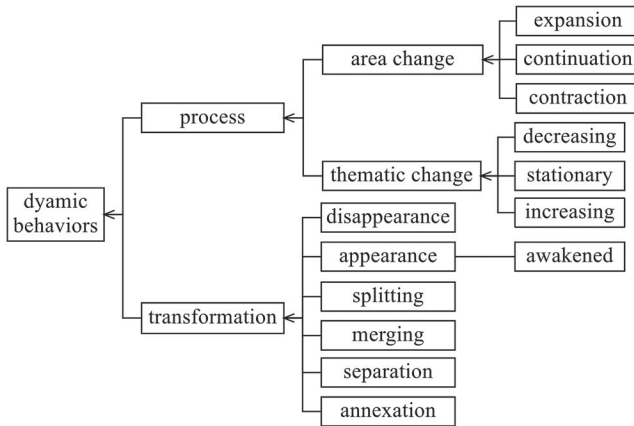 expansion
area change
continuation
contraction
process
decreasing
thematic change
stationary
increasing
dyamic
behaviors
disappearance
appearance
awakened
splitting
transformation
merging
separation
annexation